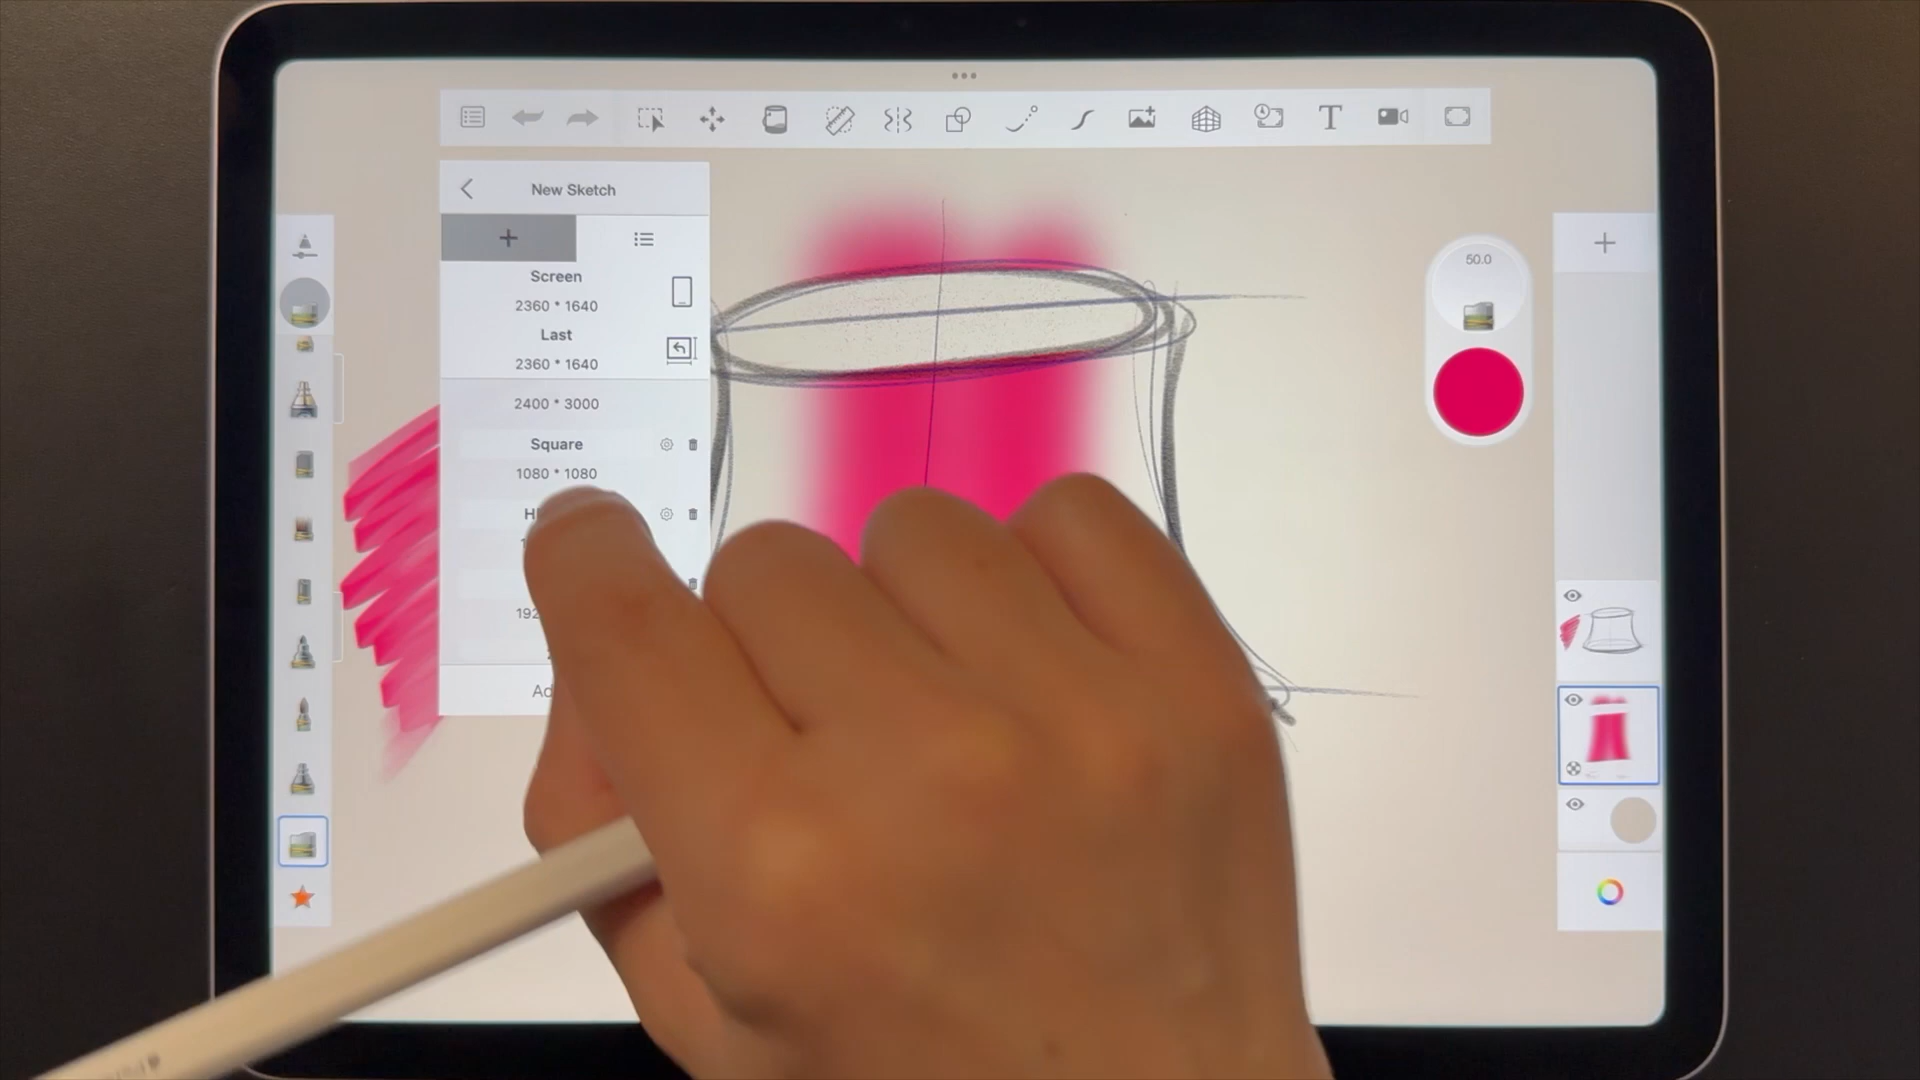 New Sketch
Screen
2360 * 1640
Last
2360 * 1640
2400 * 3000
Square
1080 * 1080
50.0
T